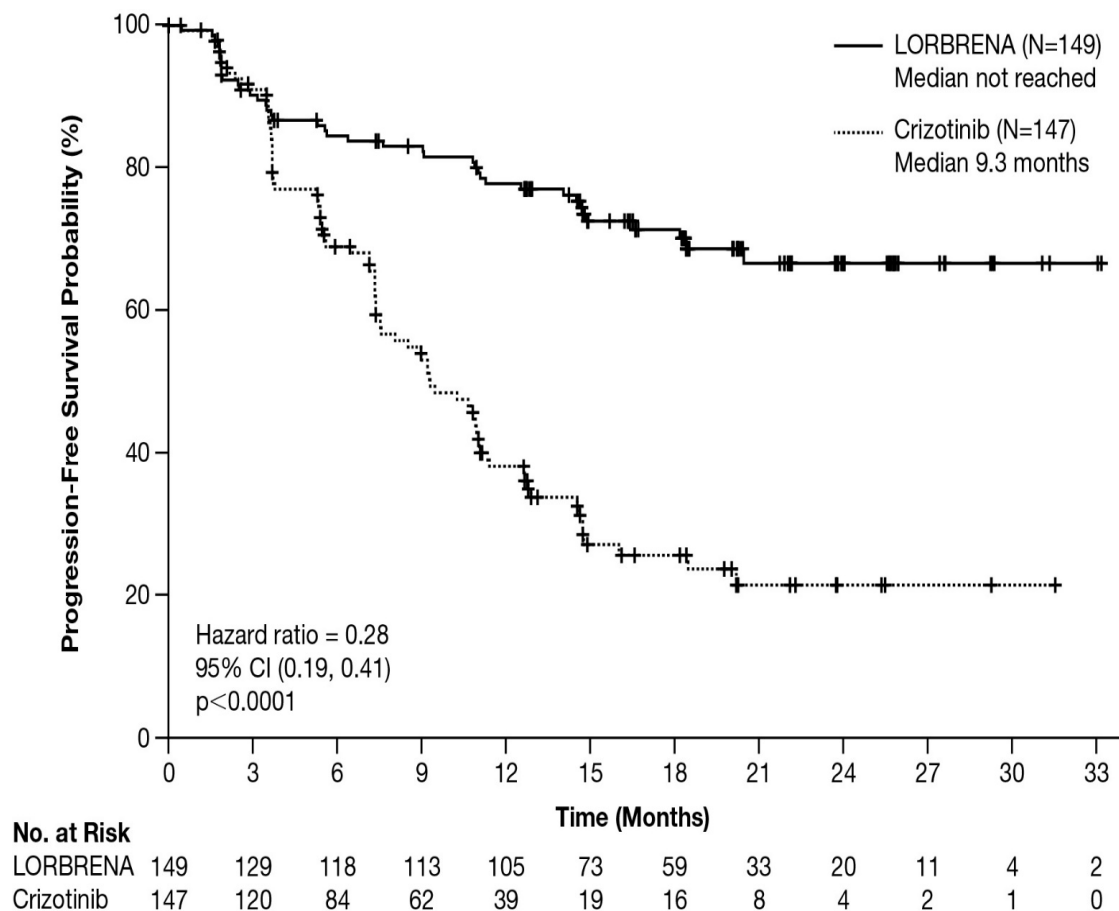 LORBRENA (N=149)
Median not reached
Crizotinib (N=147)
Median 9.3 months
Progression-Free Survival Probability (%)
100
80
60
40
20
0
Hazard ratio = 0.28
95% CI (0.19, 0.41)
p<0.0001
0 3 6 9 12 15 18 21 24 27 30 33
Time (Months)
No. at Risk
LORBRENA 149 129 118 113 105 73 59 33 20 11 4 2
Crizotinib 147 120 84 62 39 19 16 8 4 2 1 0